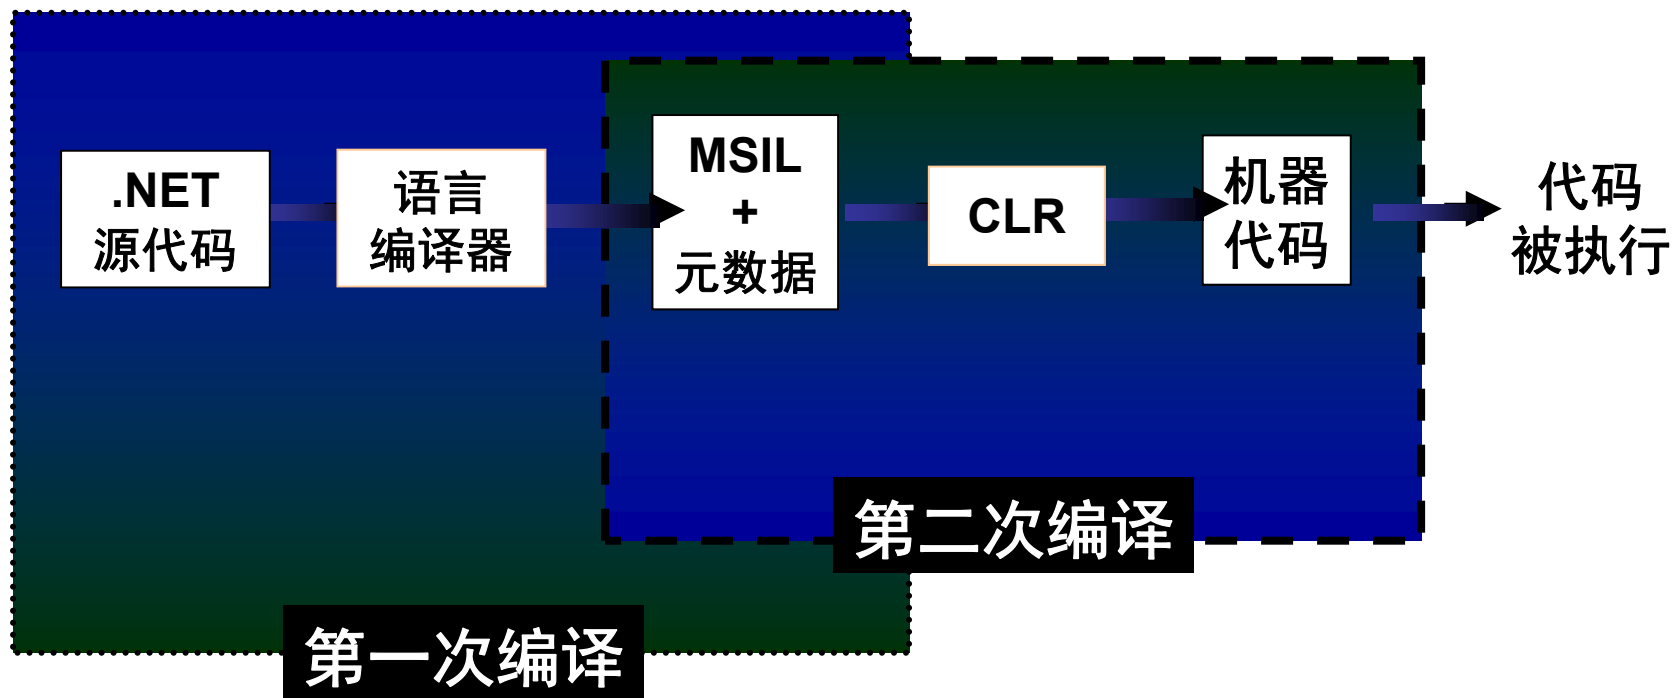 .NET
源代码
语言
编译器
MSIL
+
元数据
CLR
机器
代码
代码
被执行
第二次编译
第一次编译